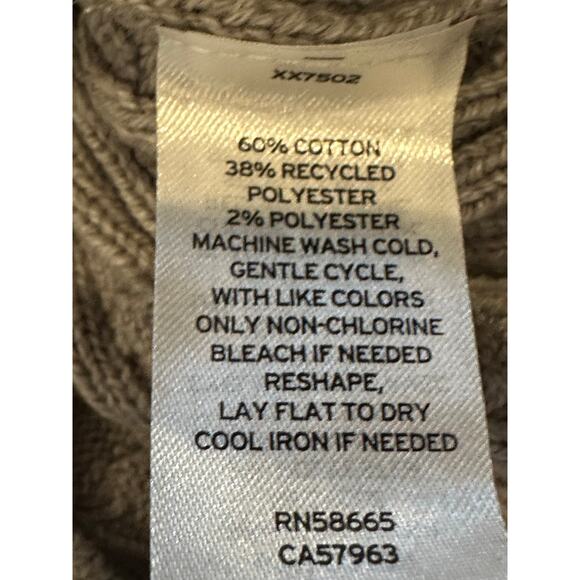 XX7502
60% COTTON
38% RECYCLED
POLYESTER
2% POLYESTER
MACHINE WASH COLD,
GENTLE CYCLE,
WITH LIKE COLORS
ONLY NON-CHLORINE
BLEACH IF NEEDED
RESHAPE,
LAY FLAT TO DRY
COOL IRON IF NEEDED
RN58665
CA57963